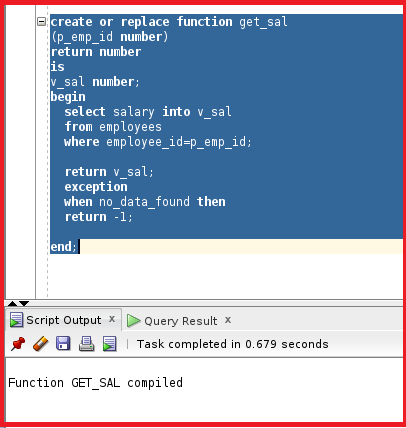 create or replace function get_sal
(p_emp_id number)
return number
is
v_sal number;
begin
select salary into v_sal
from employees
where employee_id=p_emp_id;
return v_sal;
exception
when no_data_found then
return -1;
end;
Script Output x Query Result x
Task completed in 0.679 seconds
Function GET_SAL compiled